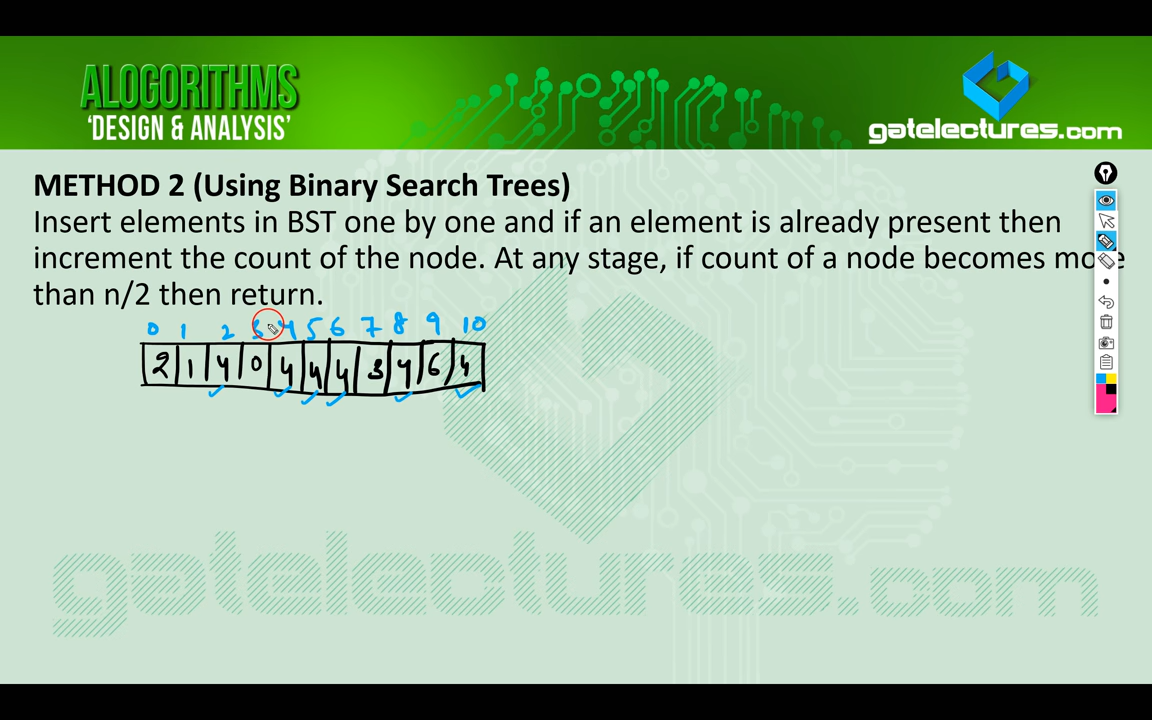 ALOGORITHMS
‘DESIGN & ANALYSIS’
gatelectures.com
METHOD 2 (Using Binary Search Trees)
Insert elements in BST one by one and if an element is already present then
increment the count of the node. At any stage, if count of a node becomes more
than n/2 then return.
0 1 2 3 4 5 6 7 8 9 10
2 1 4 0 4 4 4 3 4 6 4
gatelectures.com